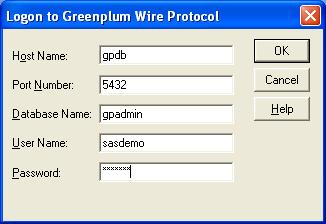 Logon to Greenplum Wire Protocol
Host Name: gpdb OK
Port Number: 5432 Cancel
Database Name: gpadmin Help
User Name: sasdemo
Password: *******